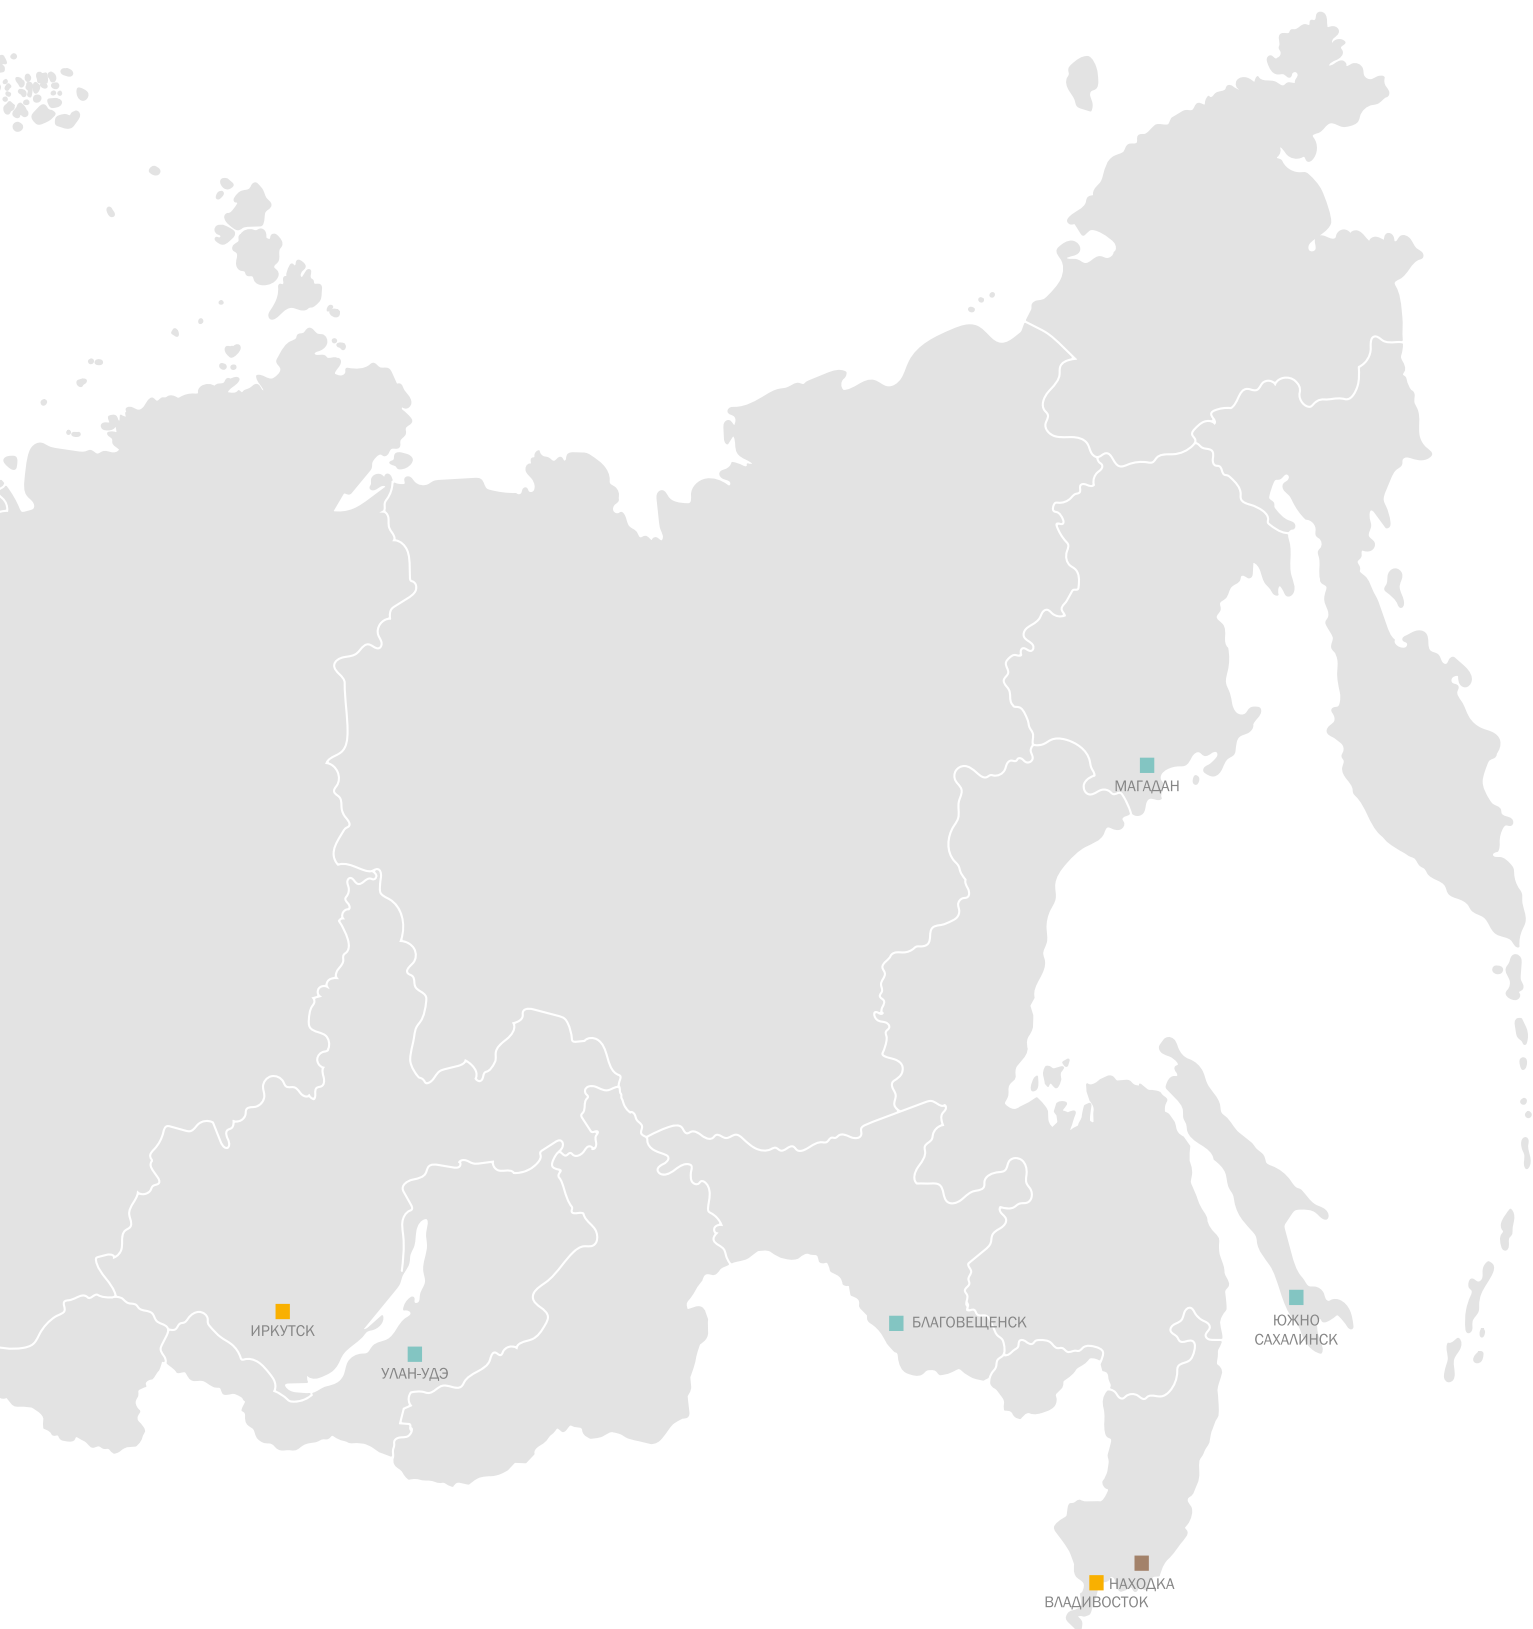 МАГАДАН
ИРКУТСК
УЛАН-УДЭ
БЛАГОВЕЩЕНСК
ЮЖНО
САХАЛИНСК
НАХОДКА
ВЛАДИВОСТОК